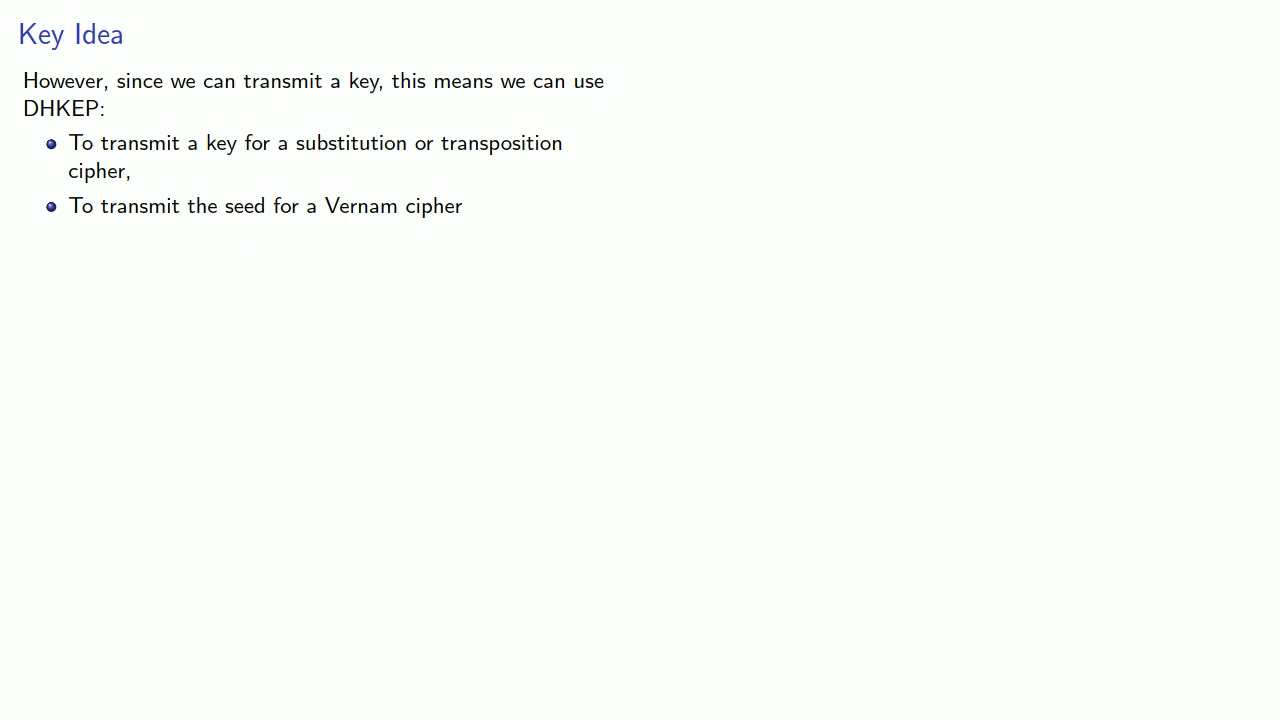 Key Idea
However, since we can transmit a key, this means we can use
DHKEP:
To transmit a key for a substitution or transposition
cipher,
To transmit the seed for a Vernam cipher